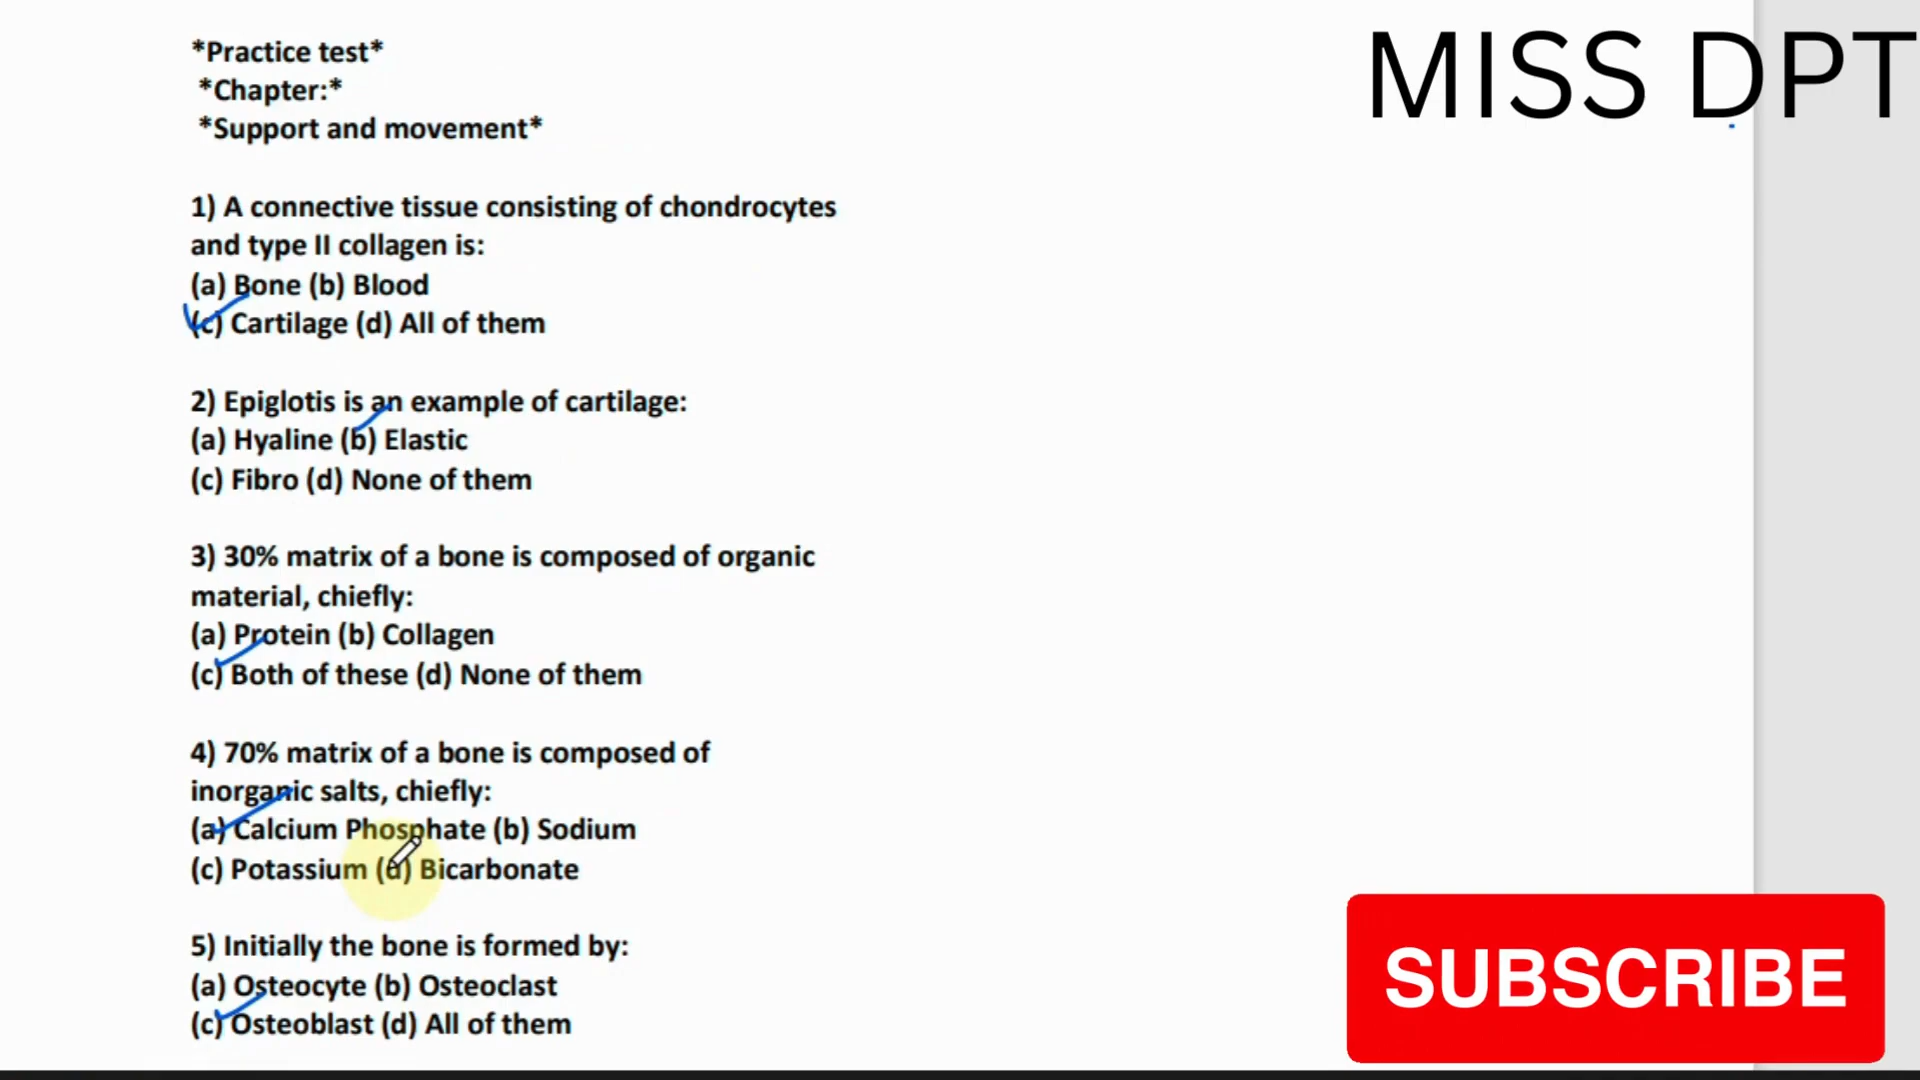 *Practice test*
*Chapter:*
*Support and movement*
1) A connective tissue consisting of chondrocytes
and type II collagen is:
(a) Bone (b) Blood
(c) Cartilage (d) All of them
2) Epiglotis is an example of cartilage:
(a) Hyaline (b) Elastic
(c) Fibro (d) None of them
3) 30% matrix of a bone is composed of organic
material, chiefly:
(a) Protein (b) Collagen
(c) Both of these (d) None of them
4) 70% matrix of a bone is composed of
inorganic salts, chiefly:
(a) Calcium Phosphate (b) Sodium
(c) Potassium (d) Bicarbonate
5) Initially the bone is formed by:
(a) Osteocyte (b) Osteoclast
(c) Osteoblast (d) All of them
MISS DPT
SUBSCRIBE